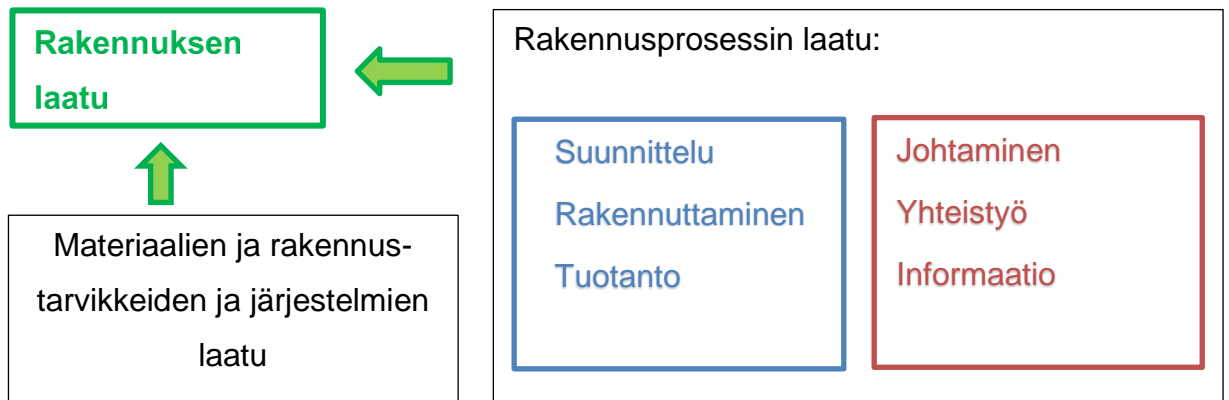 Rakennuksen
laatu
Materiaalien ja rakennus-
tarvikkeiden ja järjestelmien
laatu
Rakennusprosessin laatu:
Suunnittelu
Rakennuttaminen
Tuotanto
Johtaminen
Yhteistyö
Informaatio